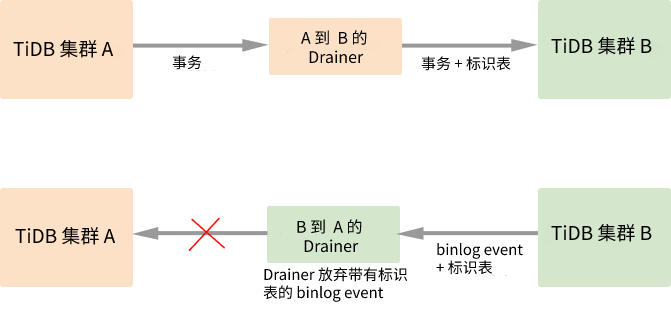 TiDB 集群 A
事务
A 到 B 的
Drainer
事务 + 标识表
TiDB 集群 B
TiDB 集群 A
B 到 A 的
Drainer
Drainer 放弃带有标识
表的 binlog event
binlog event
+ 标识表
TiDB 集群 B